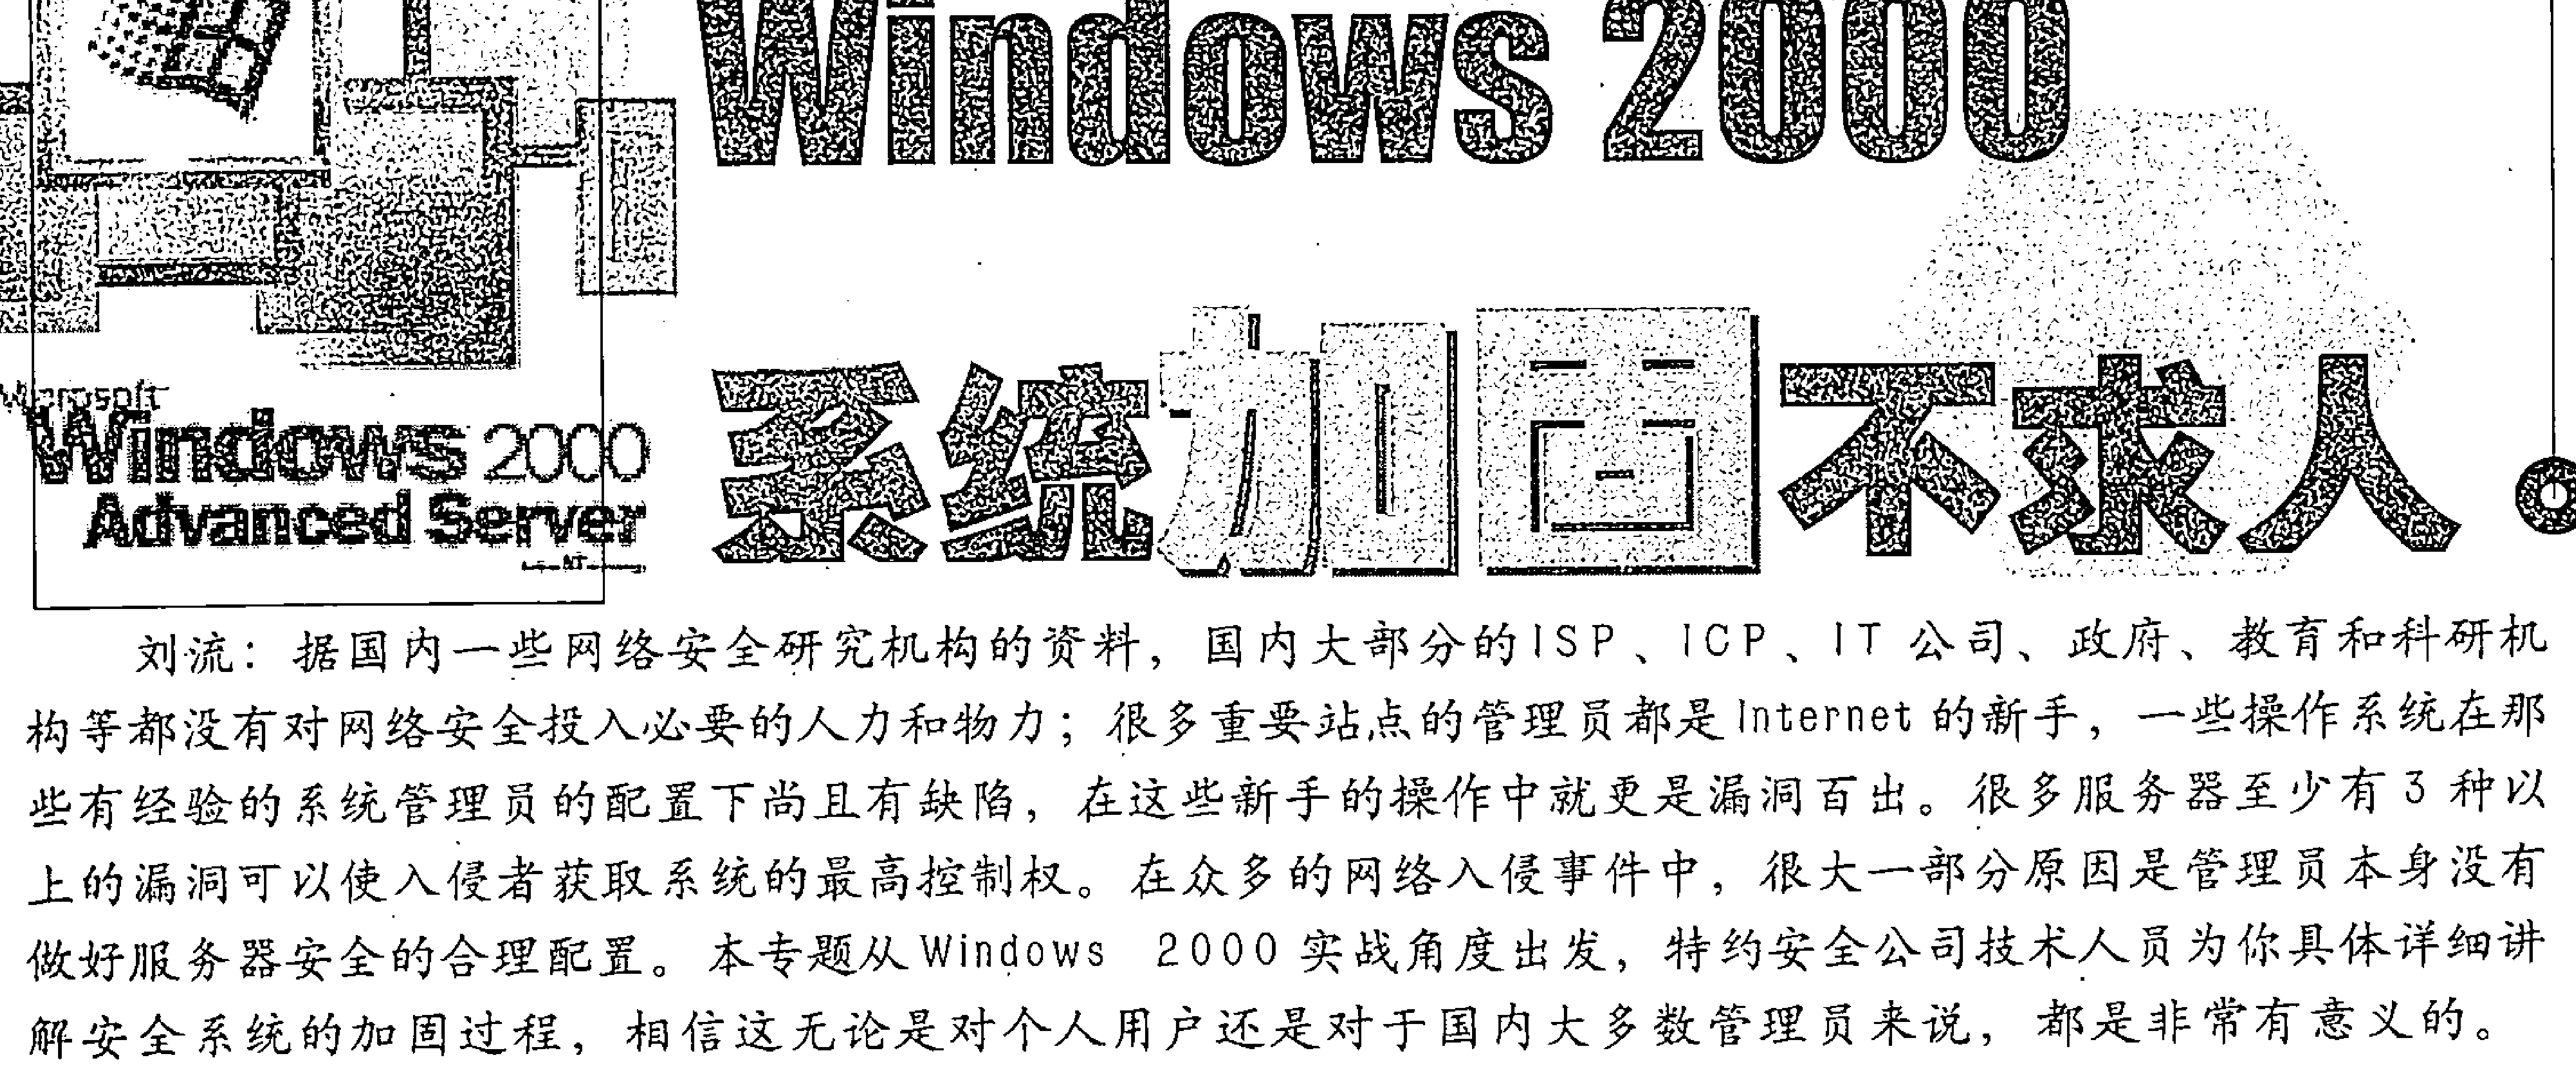 Windows 2000
系统加固不求人
Microsoft
Windows 2000
Advanced Server
刘流：据国内一些网络安全研究机构的资料，国内大部分的ISP、ICP、IT 公司、政府、教育和科研机
构等都没有对网络安全投入必要的人力和物力；很多重要站点的管理员都是Internet 的新手，一些操作系统在那
些有经验的系统管理员的配置下尚且有缺陷，在这些新手的操作中就更是漏洞百出。很多服务器至少有 3 种以
上的漏洞可以使入侵者获取系统的最高控制权。在众多的网络入侵事件中，很大一部分原因是管理员本身没有
做好服务器安全的合理配置。本专题从Windows 2000 实战角度出发，特约安全公司技术人员为你具体详细讲
解安全系统的加固过程，相信这无论是对个人用户还是对于国内大多数管理员来说，都是非常有意义的。